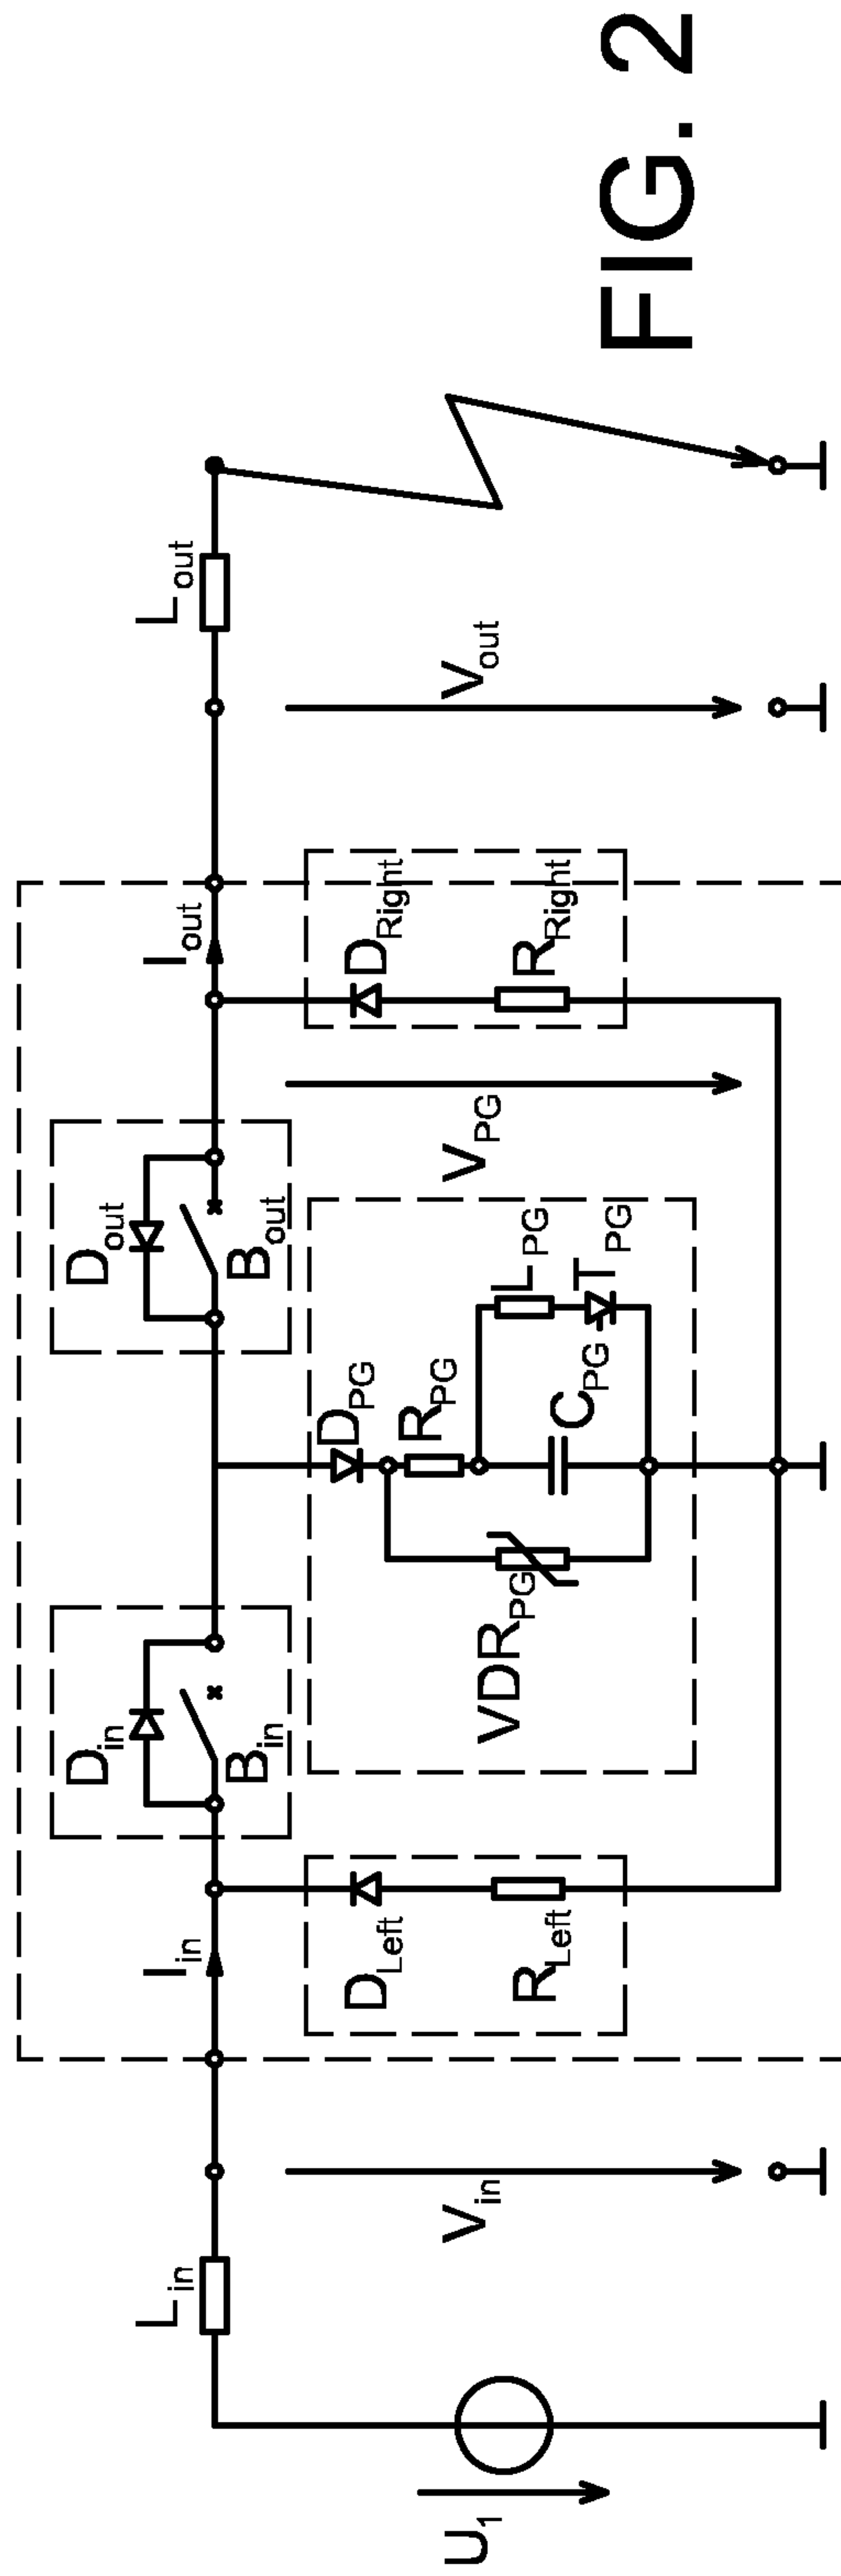 U1
Lin
Vin
Iin
DLeft
RLeft
Din
Bin
VDRPG
DPG
RPG
CPG
LPG
TPG
VPG
Dout
Bout
Iout
DRight
RRight
Vout
Lout
FIG. 2